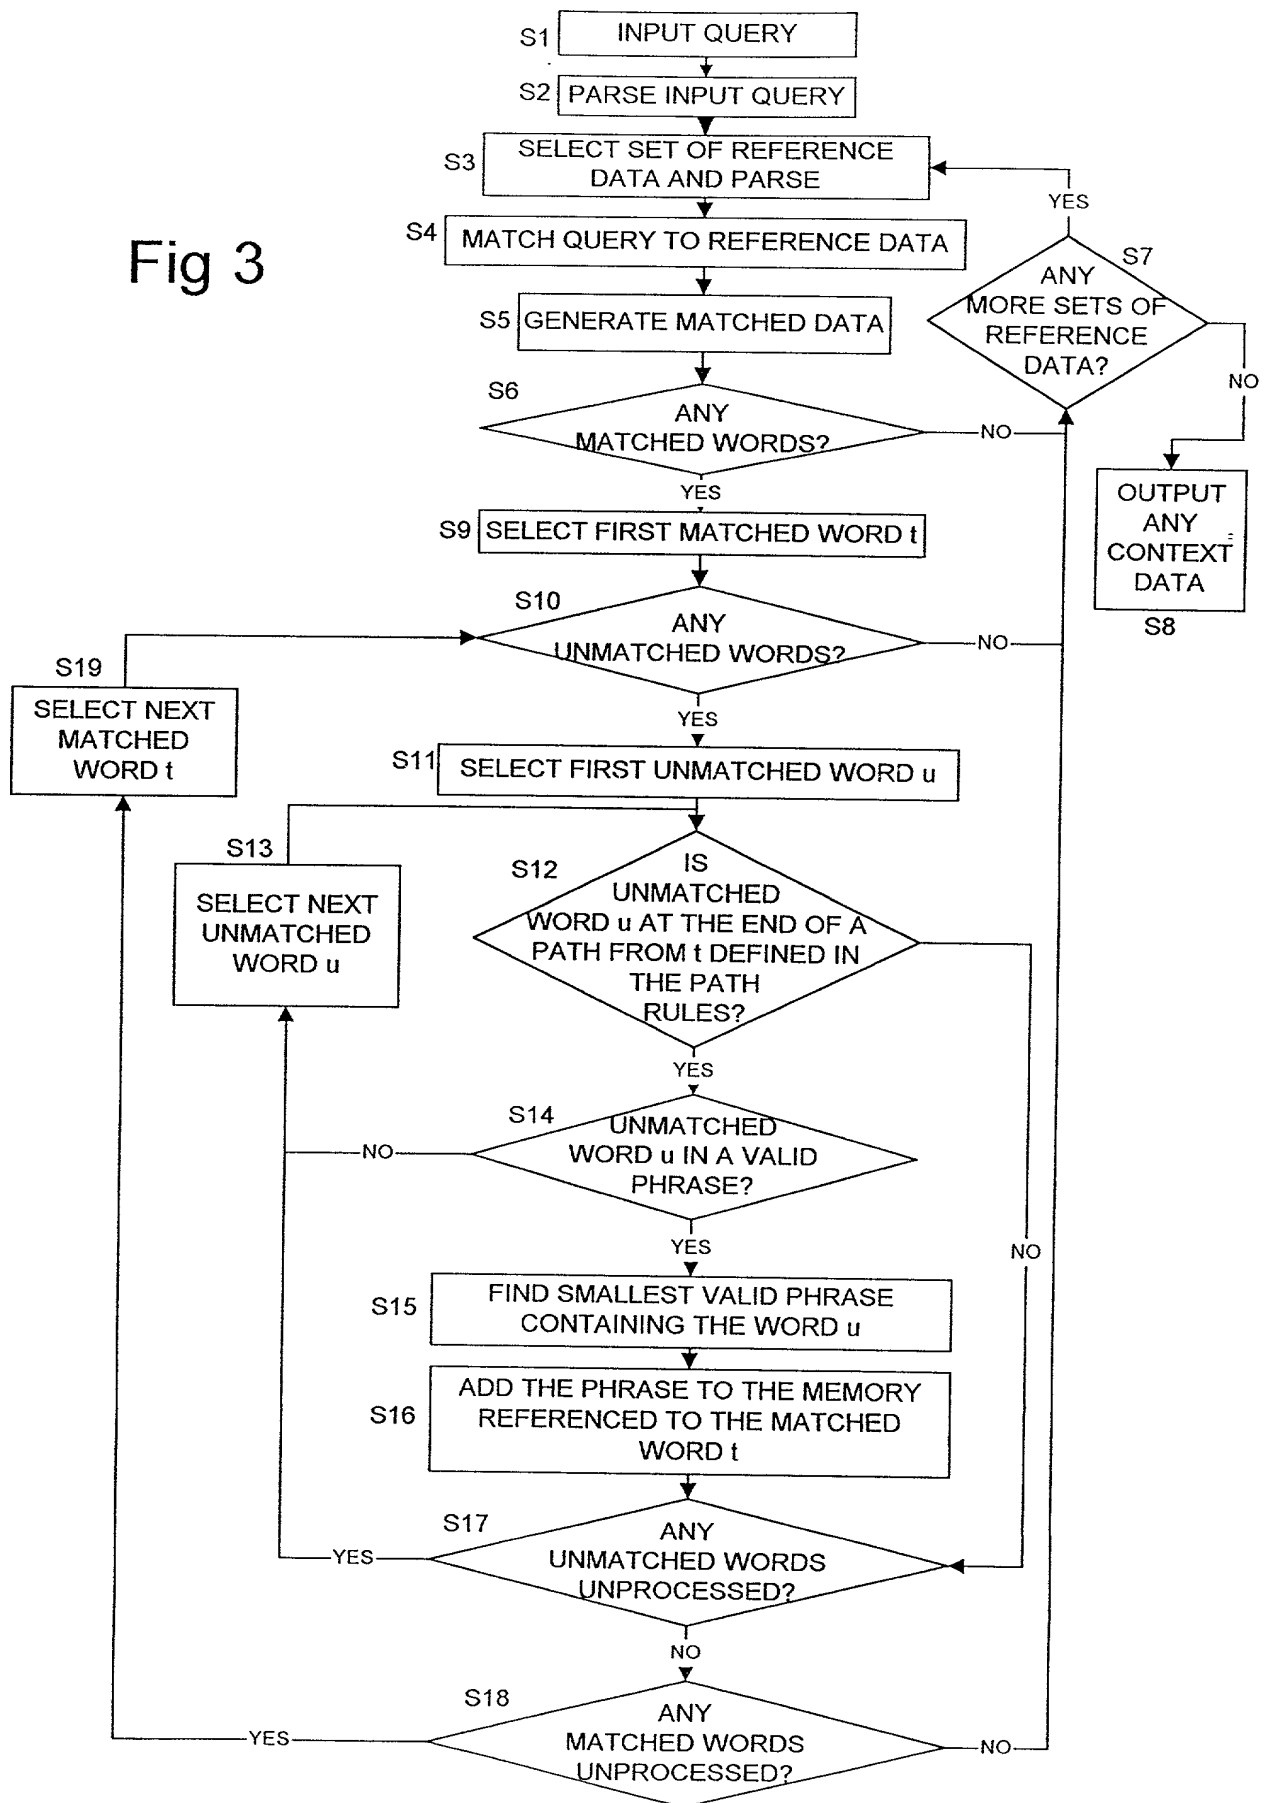 Fig 3
S1
INPUT QUERY
S2
PARSE INPUT QUERY
S3
SELECT SET OF REFERENCE
DATA AND PARSE
S4
MATCH QUERY TO REFERENCE DATA
S5
GENERATE MATCHED DATA
S6
ANY
MATCHED WORDS?
NO
YES
S7
ANY
MORE SETS OF
REFERENCE
DATA?
YES
NO
OUTPUT
ANY
CONTEXT
DATA
S8
S9
SELECT FIRST MATCHED WORD t
S10
ANY
UNMATCHED WORDS?
NO
YES
S19
SELECT NEXT
MATCHED
WORD t
S11
SELECT FIRST UNMATCHED WORD u
S13
SELECT NEXT
UNMATCHED
WORD u
S12
IS
UNMATCHED
WORD u AT THE END OF A
PATH FROM t DEFINED IN
THE PATH
RULES?
YES
NO
S14
UNMATCHED
WORD u IN A VALID
PHRASE?
NO
YES
S15
FIND SMALLEST VALID PHRASE
CONTAINING THE WORD u
S16
ADD THE PHRASE TO THE MEMORY
REFERENCED TO THE MATCHED
WORD t
S17
ANY
UNMATCHED WORDS
UNPROCESSED?
YES
NO
S18
ANY
MATCHED WORDS
UNPROCESSED?
YES
NO